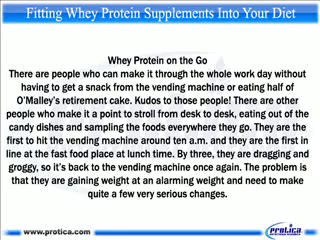 Fitting Whey Protein Supplements Into Your Diet
Whey Protein on the Go
There are people who can make it through the whole work day without
having to get a snack from the vending machine or eating half of
O'Malley's retirement cake. Kudos to those people! There are other
people who make it a point to stroll from desk to desk, eating out of the
candy dishes and sampling the foods everywhere they go. They are the
first to hit the vending machine around ten a.m. and they are the first in
line at the fast food place at lunch time. By three, they are dragging and
groggy, so it's back to the vending machine once again. The problem is
that they are gaining weight at an alarming weight and need to make
quite a few very serious changes.
www.protica.com
protica